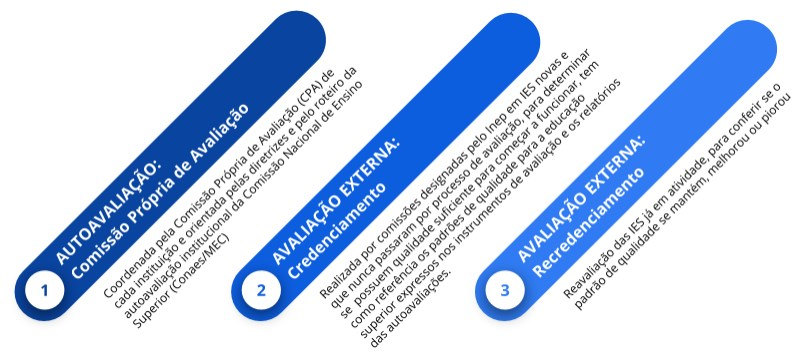 1
AUTOAVALIAÇÃO:
Comissão Própria de Avaliação
Coordenada pela Comissão Própria de Avaliação (CPA) de
cada instituição e orientada pelas diretrizes e pelo roteiro da
autoavaliação institucional da Comissão Nacional de Ensino
Superior (Conaes/MEC)
2
AVALIAÇÃO EXTERNA:
Credenciamento
Realizada por comissões designadas pelo Inep em IES novas e
que nunca passaram por processo de avaliação, para determinar
se possuem qualidade suficiente para começar a funcionar, tem
como referência os padrões de qualidade para a educação
superior expressos nos instrumentos de avaliação e os relatórios
das autoavaliações.
3
AVALIAÇÃO EXTERNA:
Recredenciamento
Reavaliação das IES já em atividade, para conferir se o
padrão de qualidade se mantém, melhorou ou piorou